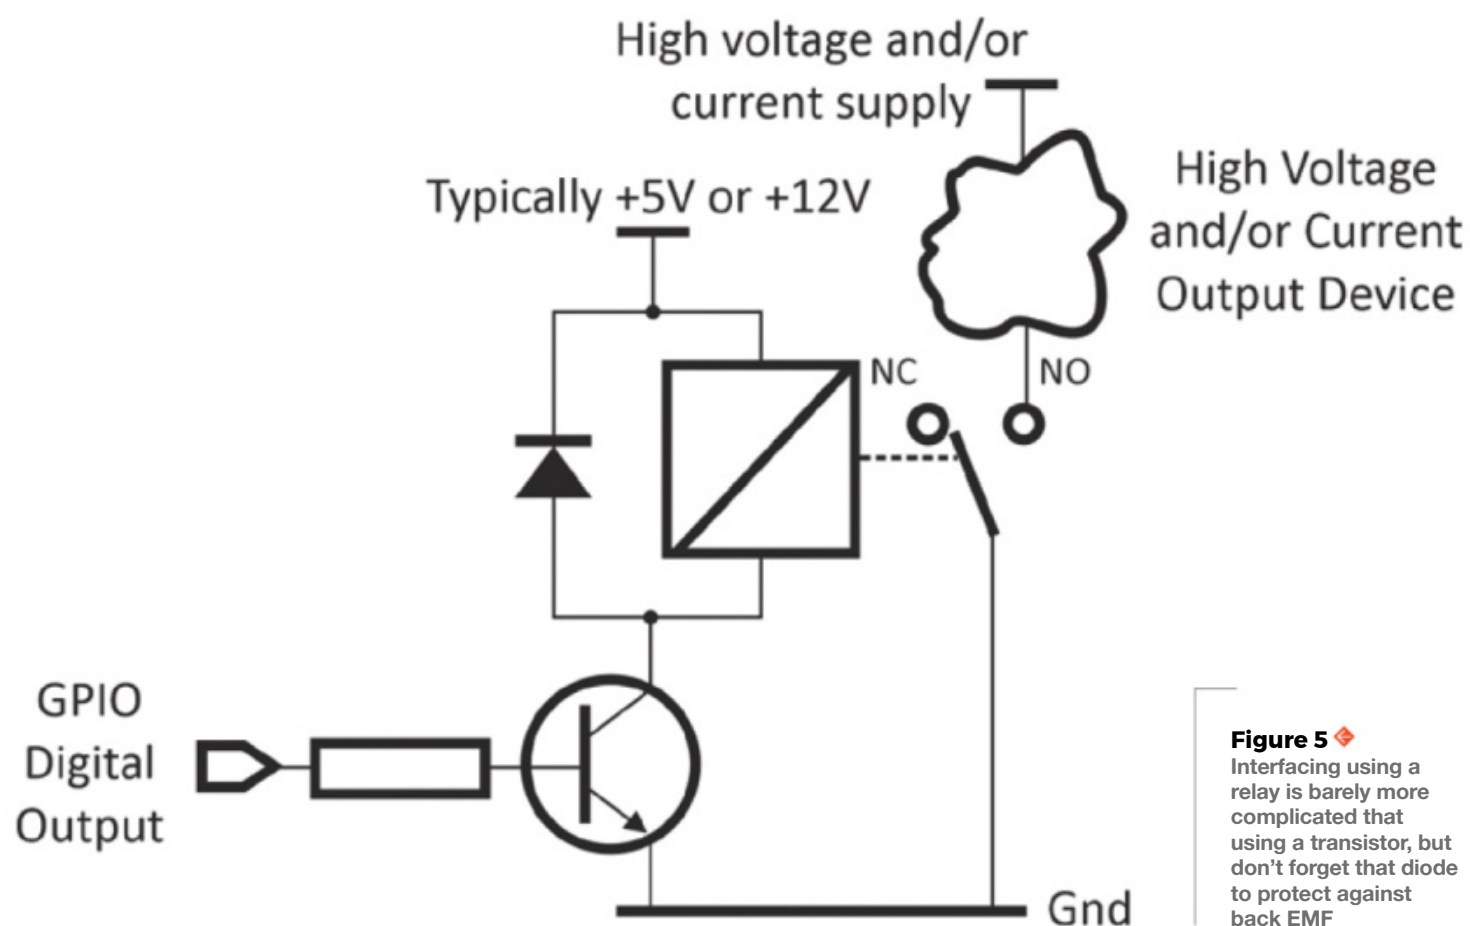 High voltage and/or
current supply
Typically +5V or +12V
High Voltage
and/or Current
Output Device
NC
NO
GPIO
Digital
Output
Gnd
Figure 5
Interfacing using a
relay is barely more
complicated that
using a transistor, but
don't forget that diode
to protect against
back EMF